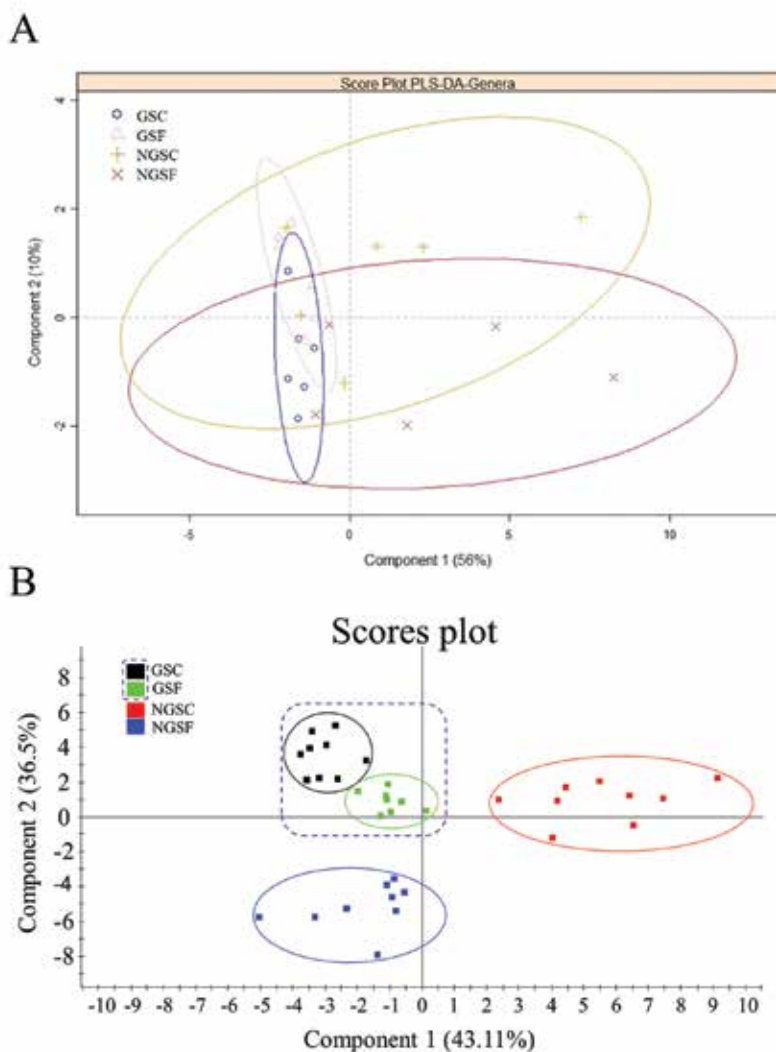 A
Score Plot PLS-DA-Genera
GSC
GSF
NGSC
NGSF
4
2
0
-2
Component 2 (10%)
-5
0
5
10
Component 1 (56%)
B
Scores plot
GSC
GSF
NGSC
NGSF
8
6
4
2
0
-2
-4
-6
-8
Component 2 (36.5%)
-10 -9 -8 -7 -6 -5 -4 -3 -2 -1 0 1 2 3 4 5 6 7 8 9 10
Component 1 (43.11%)